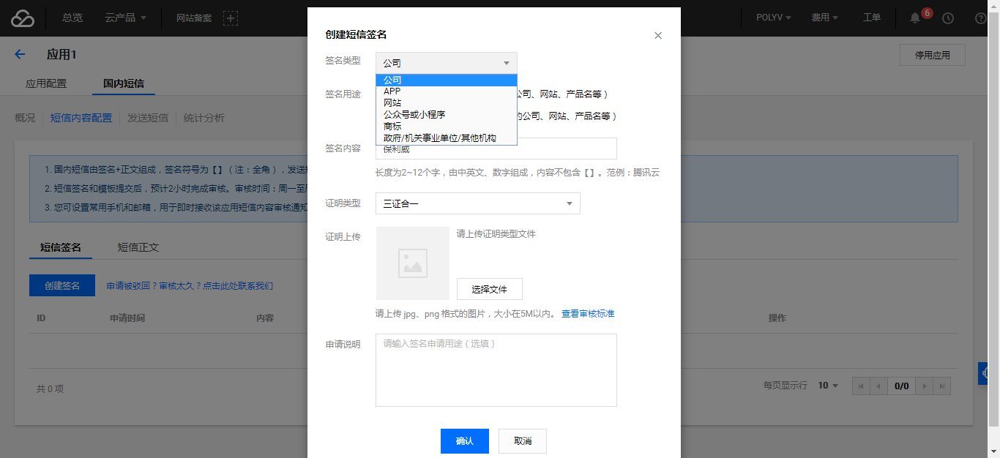 总览 云产品 网站备案 POLYV 费用 工单 6
应用1 停用应用
应用配置 国内短信
概况 短信内容配置 发送短信 统计分析
1. 国内短信由签名+正文组成，签名符号为【】（注：全角），发送
2. 短信签名和模板提交后，预计2小时完成审核。审核时间：周一至
3. 您可设置常用手机和邮箱，用于即时接收该应用短信内容审核通知
短信签名 短信正文
创建签名 申请被驳回？审核太久？点击此处联系我们
ID 申请时间 内容 操作
共 0 项 每页显示行 10 0/0
创建短信签名
签名类型 公司
公司
APP
网站
公众号或小程序
商标
政府/机关事业单位/其他机构
签名用途 公司、网站、产品名等）
的公司、网站、产品名等）
签名内容 保利威
长度为2~12个字，由中英文、数字组成，内容不包含【】。范例：腾讯云
证明类型 三证合一
证明上传 请上传证明类型文件
选择文件
请上传 jpg、png 格式的图片，大小在5M以内。 查看审核标准
申请说明 请输入签名申请用途（选填）
确认 取消